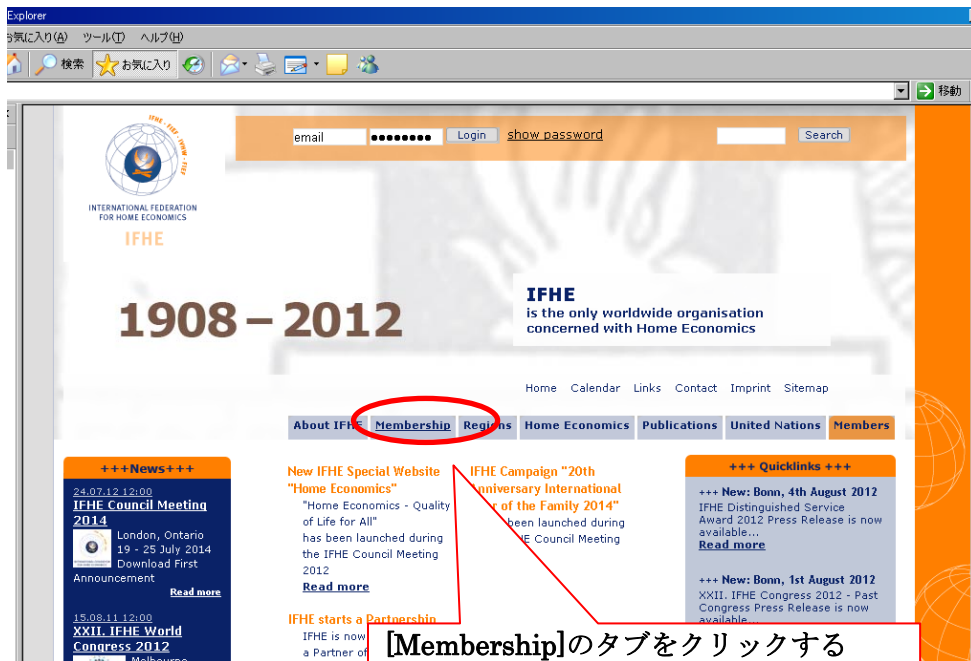 Explorer
お気に入り(A) ツール(T) ヘルプ(H)
検索 お気に入り
移動
IFHE - FIEF - IVHW - FIEF
email Login show password Search
INTERNATIONAL FEDERATION
FOR HOME ECONOMICS
IFHE
1908 – 2012
IFHE
is the only worldwide organisation
concerned with Home Economics
Home Calendar Links Contact Imprint Sitemap
About IFHE Membership Regions Home Economics Publications United Nations Members
+++News+++
24.07.12 12:00
IFHE Council Meeting
2014
London, Ontario
19 - 25 July 2014
Download First
Announcement
Read more
15.08.11 12:00
XXII. IFHE World
Congress 2012
Melbourne
New IFHE Special Website
"Home Economics"
"Home Economics - Quality
of Life for All"
has been launched during
the IFHE Council Meeting
2012
Read more
IFHE starts a Partnership
IFHE is now
a Partner of
IFHE Campaign "20th
Anniversary International
of the Family 2014"
been launched during
Council Meeting
+++ Quicklinks +++
+++ New: Bonn, 4th August 2012
IFHE Distinguished Service
Award 2012 Press Release is now
available...
Read more
+++ New: Bonn, 1st August 2012
XXII. IFHE Congress 2012 - Past
Congress Press Release is now
available...
[Membership]のタブをクリックする